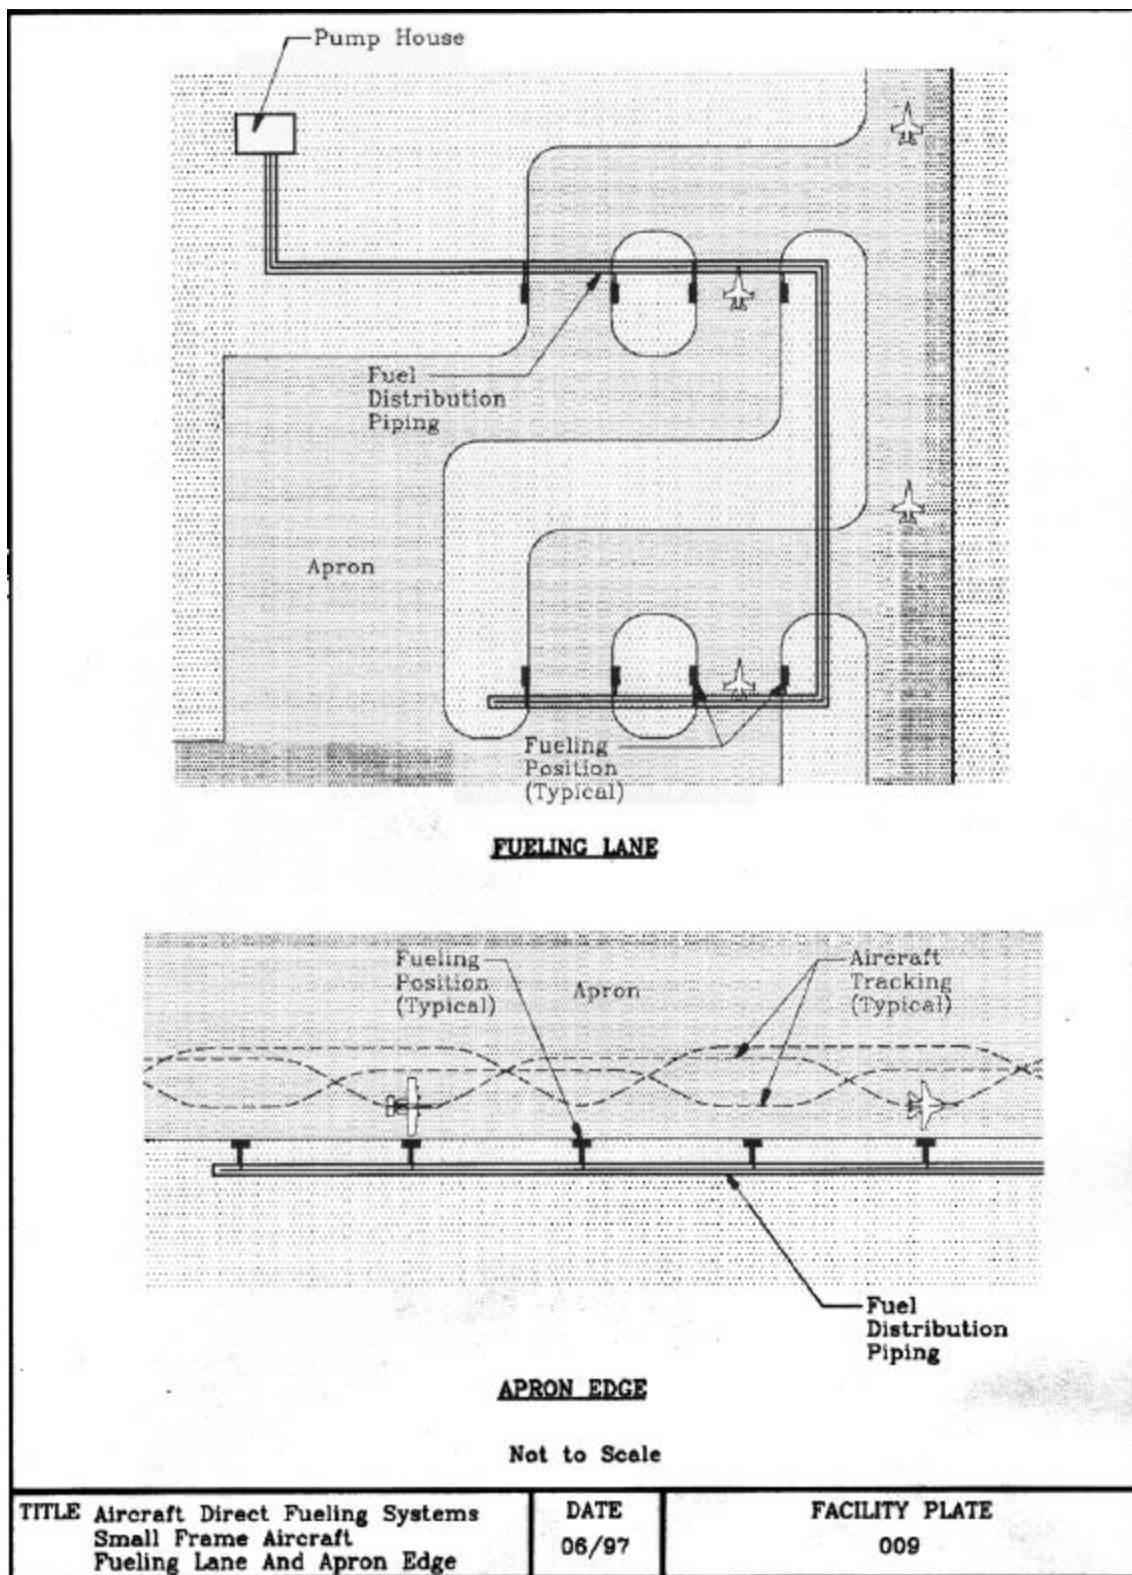 Pump House
Fuel
Distribution
Piping
Apron
Fueling
Position
(Typical)
FUELING LANE
Fueling
Position
(Typical)
Apron
Aircraft
Tracking
(Typical)
Fuel
Distribution
Piping
APRON EDGE
Not to Scale
TITLE Aircraft Direct Fueling Systems
Small Frame Aircraft
Fueling Lane And Apron Edge
DATE
06/97
FACILITY PLATE
009